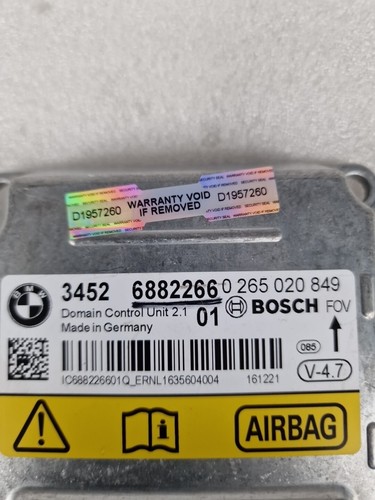 D1957260 WARRANTY VOID IF REMOVED D1957260
BMW
3452 6882266 0 265 020 849
Domain Control Unit 2.1 01 BOSCH FOV
Made in Germany
085
IC688226601Q_ERNL1635604004 161221
V-4.7
AIRBAG